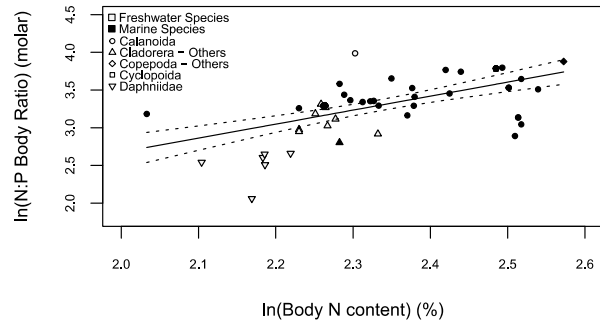 ln(N:P Body Ratio) (molar)
4.5
4.0
3.5
3.0
2.5
2.0
Freshwater Species
Marine Species
Calanoida
Cladorera − Others
Copepoda − Others
Cyclopoida
Daphniidae
2.0 2.1 2.2 2.3 2.4 2.5 2.6
ln(Body N content) (%)